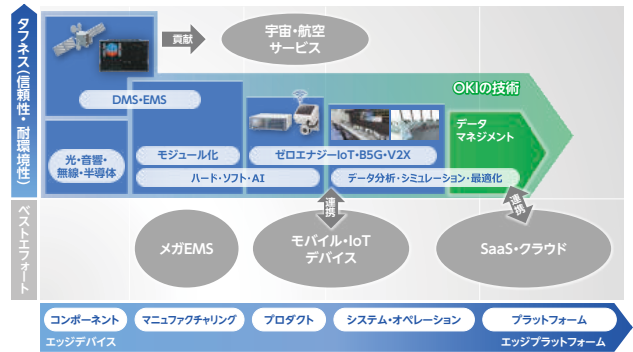 タフネス(信頼性・耐環境性)
貢献
宇宙・航空
サービス
OKIの技術
DMS・EMS
データ
マネジメント
光・音響・
無線・半導体
モジュール化
ゼロエナジーIoT・B5G・V2X
ハード・ソフト・AI
データ分析・シミュレーション・最適化
ベストエフォート
連携
連携
メガEMS
モバイル・IoT
デバイス
SaaS・クラウド
コンポーネント
マニュファクチャリング
プロダクト
システム・オペレーション
プラットフォーム
エッジデバイス
エッジプラットフォーム